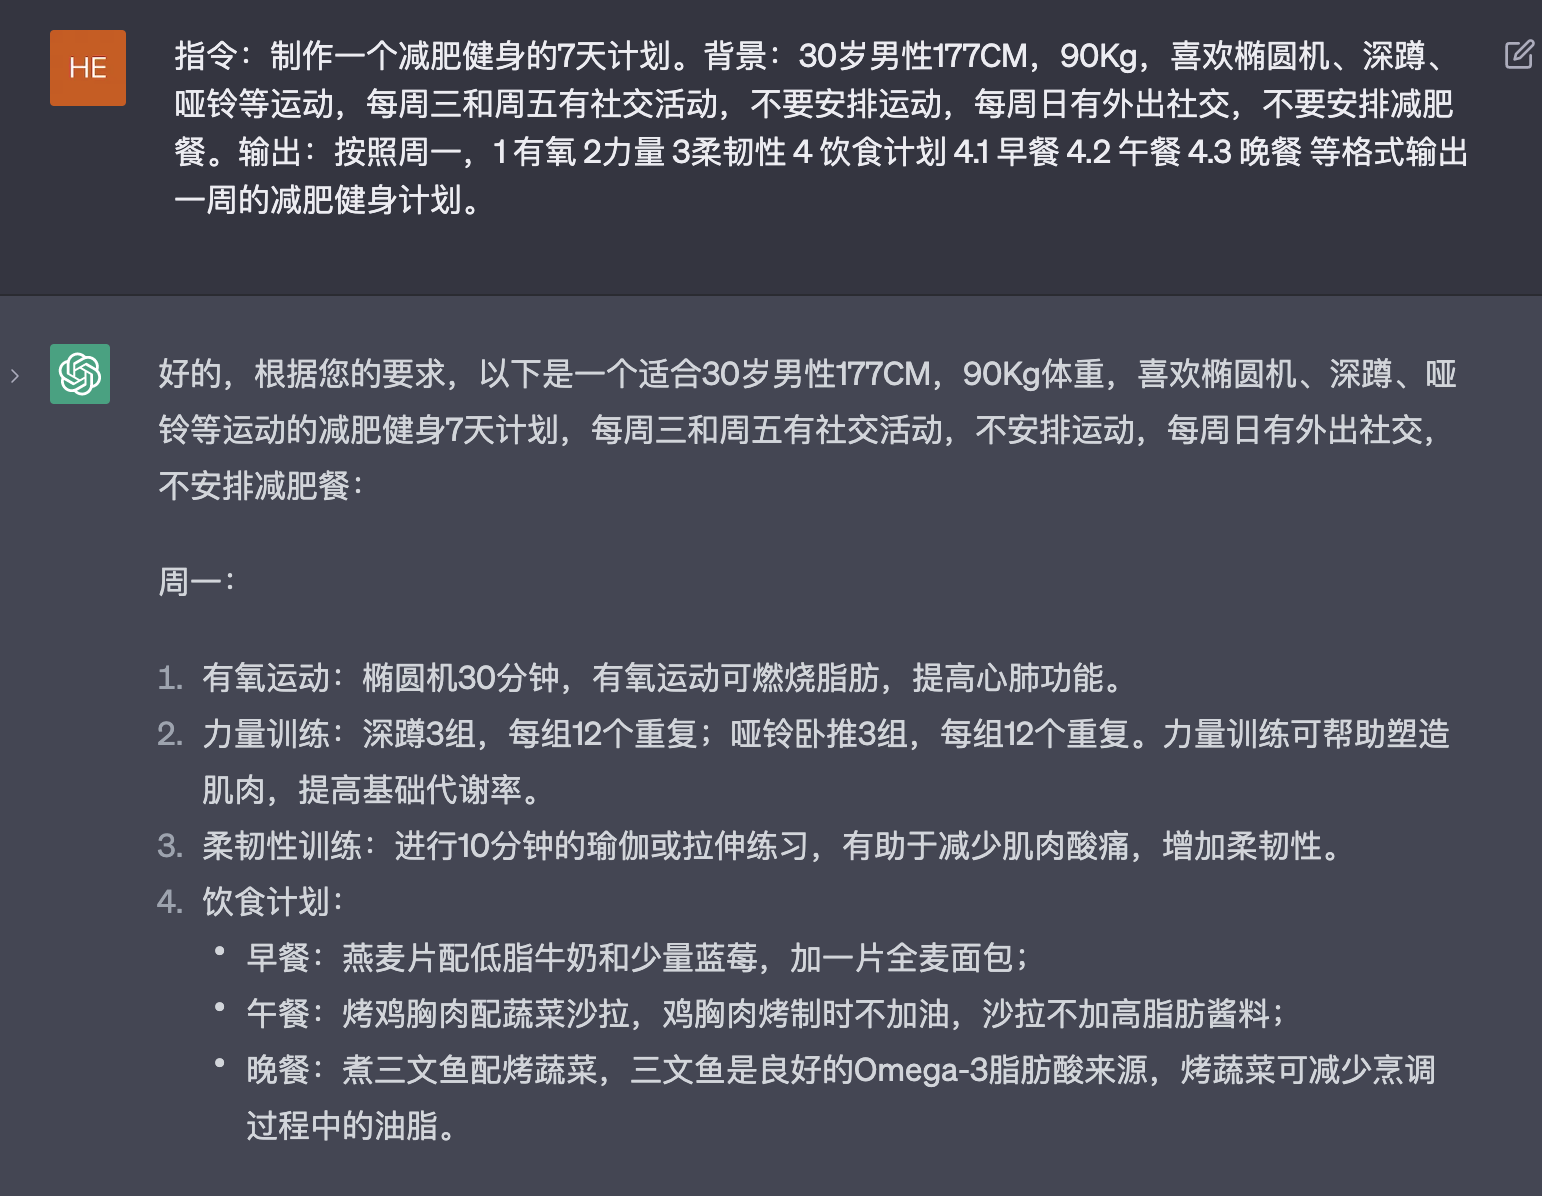 HE
指令：制作一个减肥健身的7天计划。背景：30岁男性177CM，90Kg，喜欢椭圆机、深蹲、
哑铃等运动，每周三和周五有社交活动，不要安排运动，每周日有外出社交，不要安排减肥
餐。输出：按照周一，1 有氧 2力量 3柔韧性 4 饮食计划 4.1 早餐 4.2 午餐 4.3 晚餐 等格式输出
一周的减肥健身计划。
好的，根据您的要求，以下是一个适合30岁男性177CM，90Kg体重，喜欢椭圆机、深蹲、哑
铃等运动的减肥健身7天计划，每周三和周五有社交活动，不安排运动，每周日有外出社交，
不安排减肥餐：
周一：
1. 有氧运动：椭圆机30分钟，有氧运动可燃烧脂肪，提高心肺功能。
2. 力量训练：深蹲3组，每组12个重复；哑铃卧推3组，每组12个重复。力量训练可帮助塑造
肌肉，提高基础代谢率。
3. 柔韧性训练：进行10分钟的瑜伽或拉伸练习，有助于减少肌肉酸痛，增加柔韧性。
4. 饮食计划：
• 早餐：燕麦片配低脂牛奶和少量蓝莓，加一片全麦面包；
• 午餐：烤鸡胸肉配蔬菜沙拉，鸡胸肉烤制时不加油，沙拉不加高脂肪酱料；
• 晚餐：煮三文鱼配烤蔬菜，三文鱼是良好的Omega-3脂肪酸来源，烤蔬菜可减少烹调
过程中的油脂。